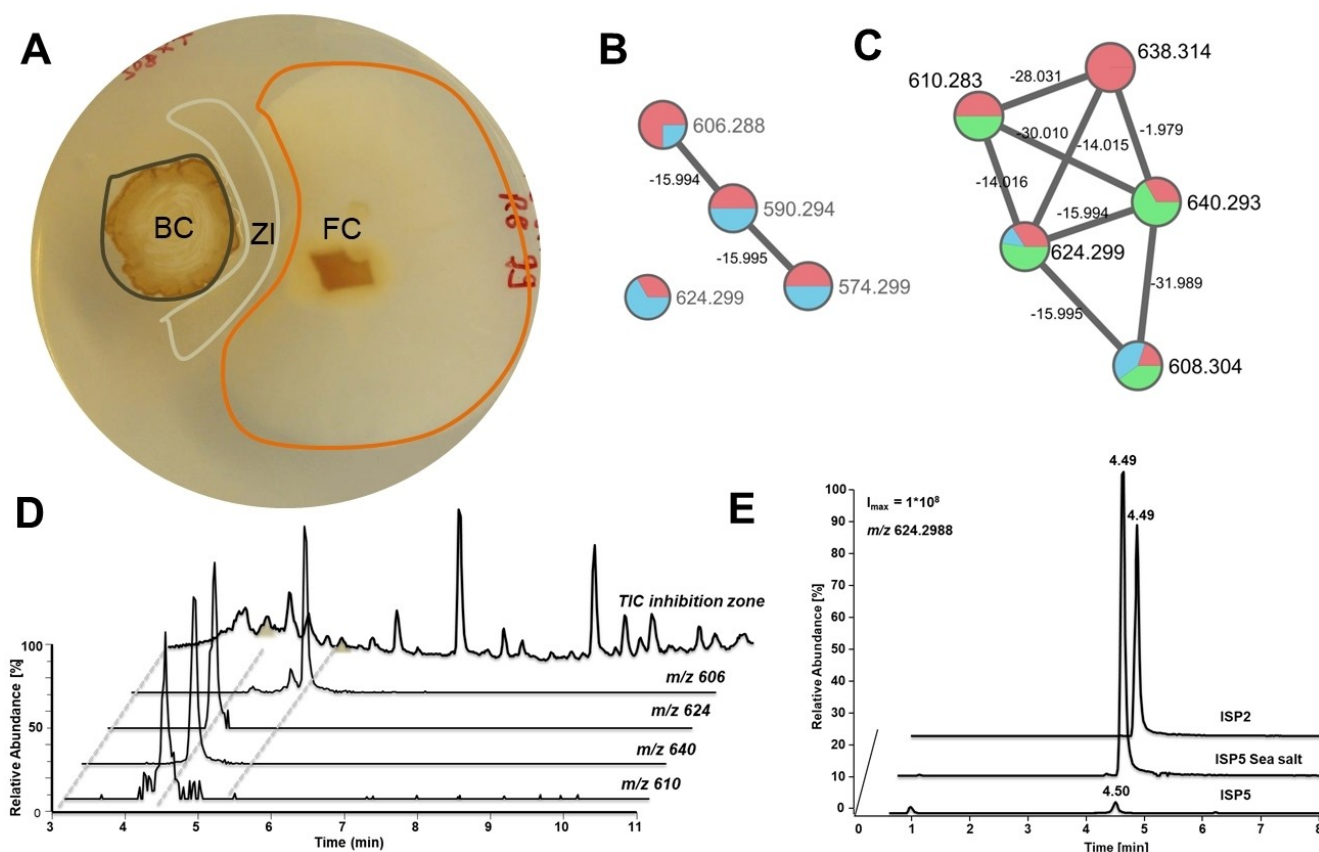 A
BC
ZI
FC
B
606.288
-15.994
590.294
-15.995
574.299
624.299
C
638.314
610.283
-28.031
-30.010
-14.015
-1.979
-14.016
-15.994
640.293
624.299
-31.989
-15.995
608.304
D
TIC inhibition zone
m/z 606
m/z 624
m/z 640
m/z 610
Relative Abundance [%]
100
50
0
3 4 5 6 7 8 9 10 11
Time (min)
E
4.49
4.49
Imax = 1*10⁸
m/z 624.2988
ISP2
ISP5 Sea salt
4.50
ISP5
Relative Abundance [%]
100
90
80
70
60
50
40
30
20
10
0
0 1 2 3 4 5 6 7 8
Time [min]